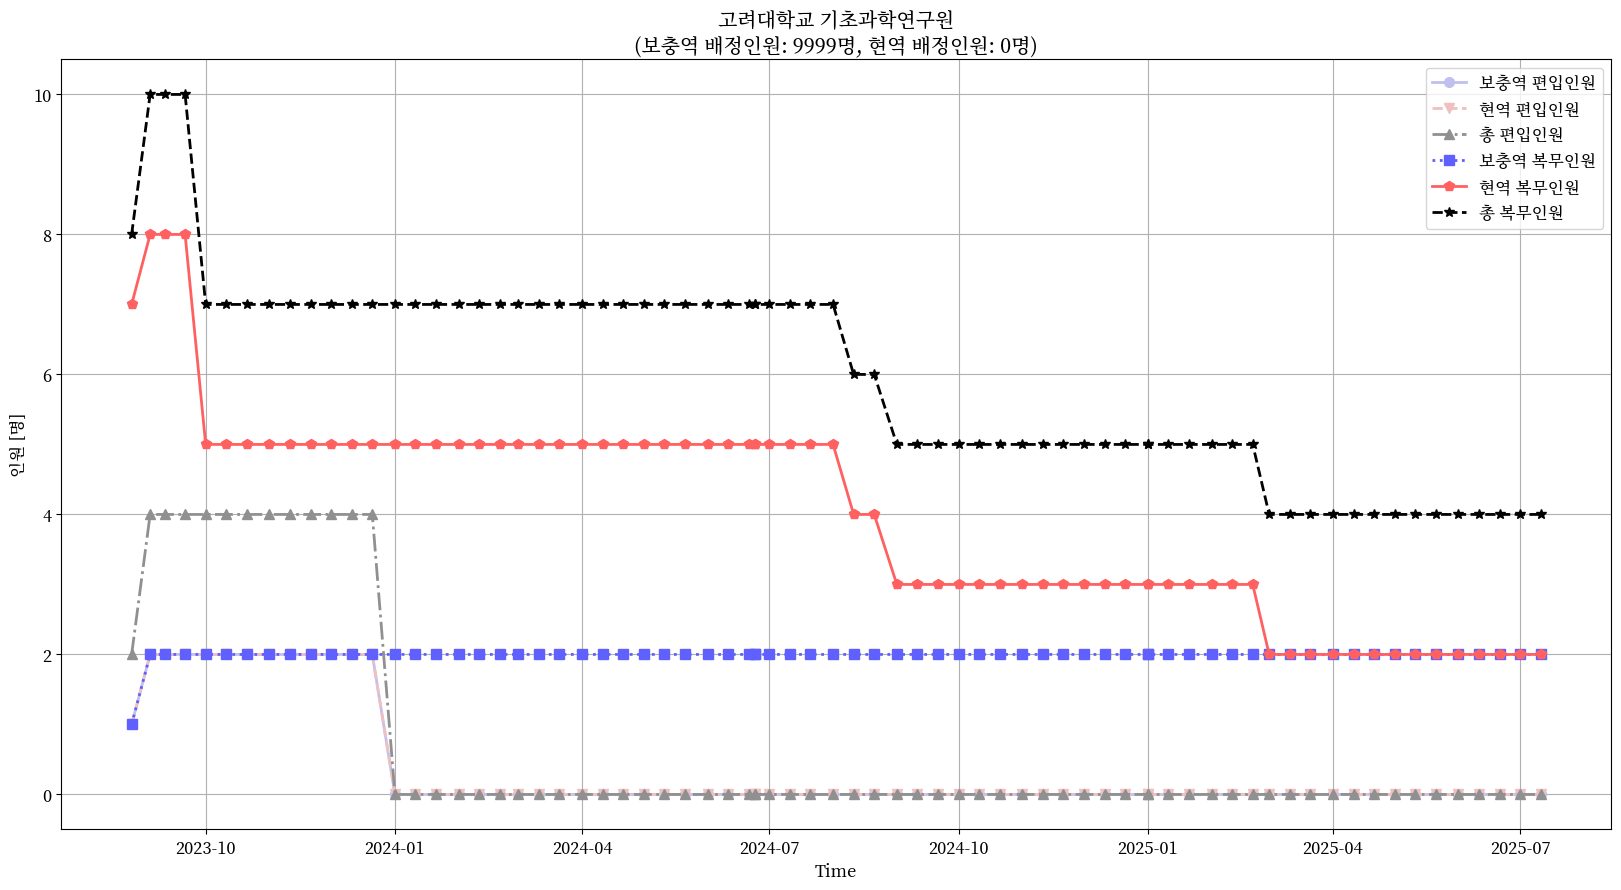 고려대학교 기초과학연구원
(보충역 배정인원: 9999명, 현역 배정인원: 0명)
보충역 편입인원
현역 편입인원
총 편입인원
보충역 복무인원
현역 복무인원
총 복무인원
인원 [명]
10
8
6
4
2
0
2023-10
2024-01
2024-04
2024-07
2024-10
2025-01
2025-04
2025-07
Time